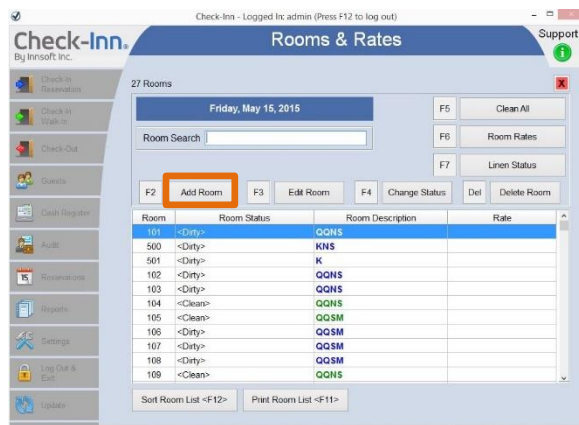 Check-Inn - Logged In: admin (Press F12 to log out)
Check-Inn.
By Innsoft Inc.
Rooms & Rates
Support
Check In
Reservation
Check In
Walk-In
Check-Out
Guests
Cash Register
Audit
Reservations
Reports
Settings
Log Out &
Exit
Update
15
27 Rooms
X
Friday, May 15, 2015
F5 Clean All
Room Search
F6 Room Rates
F7 Linen Status
F2 Add Room F3 Edit Room F4 Change Status Del Delete Room
Room Room Status Room Description Rate
101 <Dirty> QQNS
500 <Dirty> KNS
501 <Dirty> K
102 <Dirty> QQNS
103 <Dirty> QQNS
104 <Clean> QQNS
105 <Clean> QQSM
106 <Dirty> QQSM
107 <Dirty> QQSM
108 <Dirty> QQSM
109 <Clean> QQNS
Sort Room List <F12> Print Room List <F11>